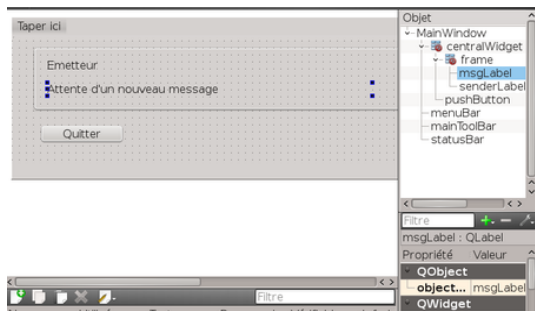 Taper ici
Emetteur
Attente d'un nouveau message
Quitter
Filtre
Objet
MainWindow
centralWidget
frame
msgLabel
senderLabel
pushButton
menuBar
mainToolBar
statusBar
Filtre
msgLabel : QLabel
Propriété Valeur
QObject
object... msgLabel
QWidget